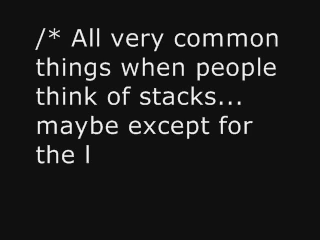 /* All very common
things when people
think of stacks...
maybe except for
the l